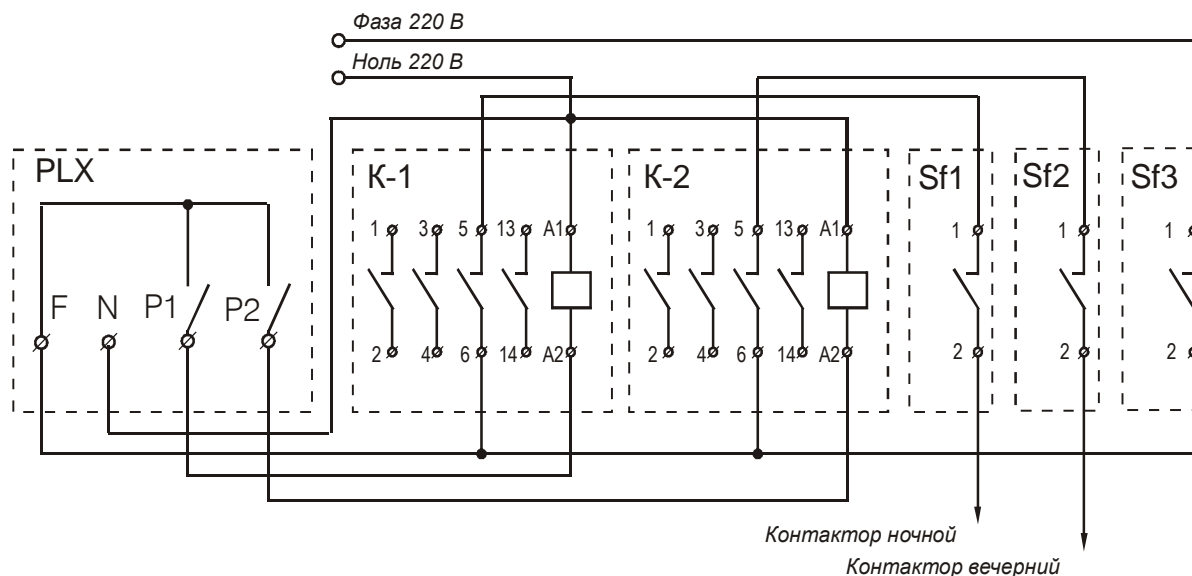 Фаза 220 В
Ноль 220 В
PLX
К-1
К-2
Sf1
Sf2
Sf3
1 3 5 13 A1
1 3 5 13 A1
1
1
1
F N P1 P2
2 4 6 14 A2
2 4 6 14 A2
2
2
2
Контактор ночной
Контактор вечерний